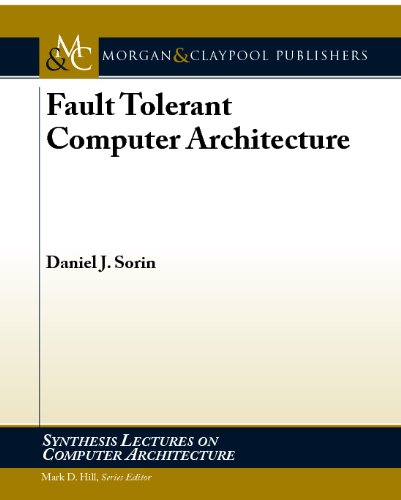 M&C MORGAN & CLAYPOOL PUBLISHERS
Fault Tolerant
Computer Architecture
Daniel J. Sorin
SYNTHESIS LECTURES ON
COMPUTER ARCHITECTURE
Mark D. Hill, Series Editor